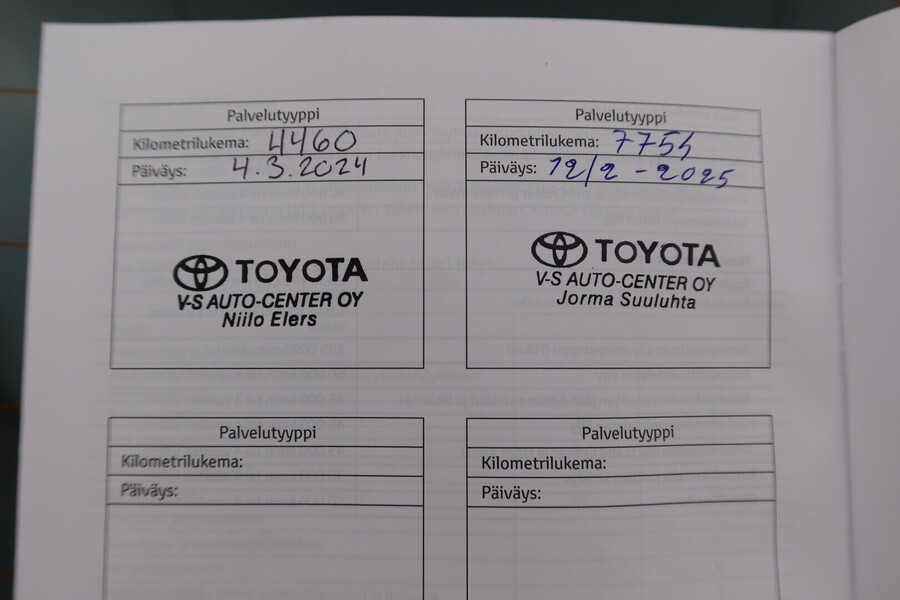 Palvelutyyppi
Kilometrilukema: 4460
Päiväys: 4.3.2024
TOYOTA
V-S AUTO-CENTER OY
Niilo Elers
Palvelutyyppi
Kilometrilukema: 7754
Päiväys: 12/2 - 2025
TOYOTA
V-S AUTO-CENTER OY
Jorma Suuluhta
Palvelutyyppi
Kilometrilukema:
Päiväys:
Palvelutyyppi
Kilometrilukema:
Päiväys: